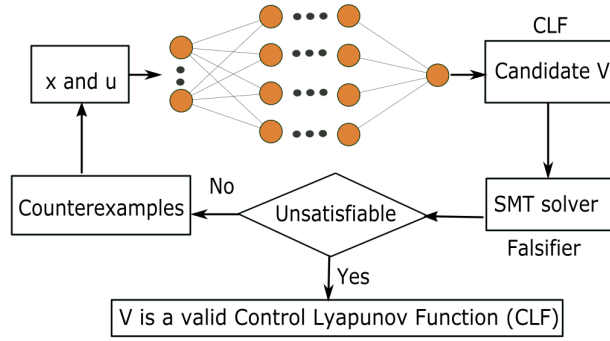 CLF
x and u
Candidate V
No
Counterexamples
Unsatisfiable
SMT solver
Falsifier
Yes
V is a valid Control Lyapunov Function (CLF)